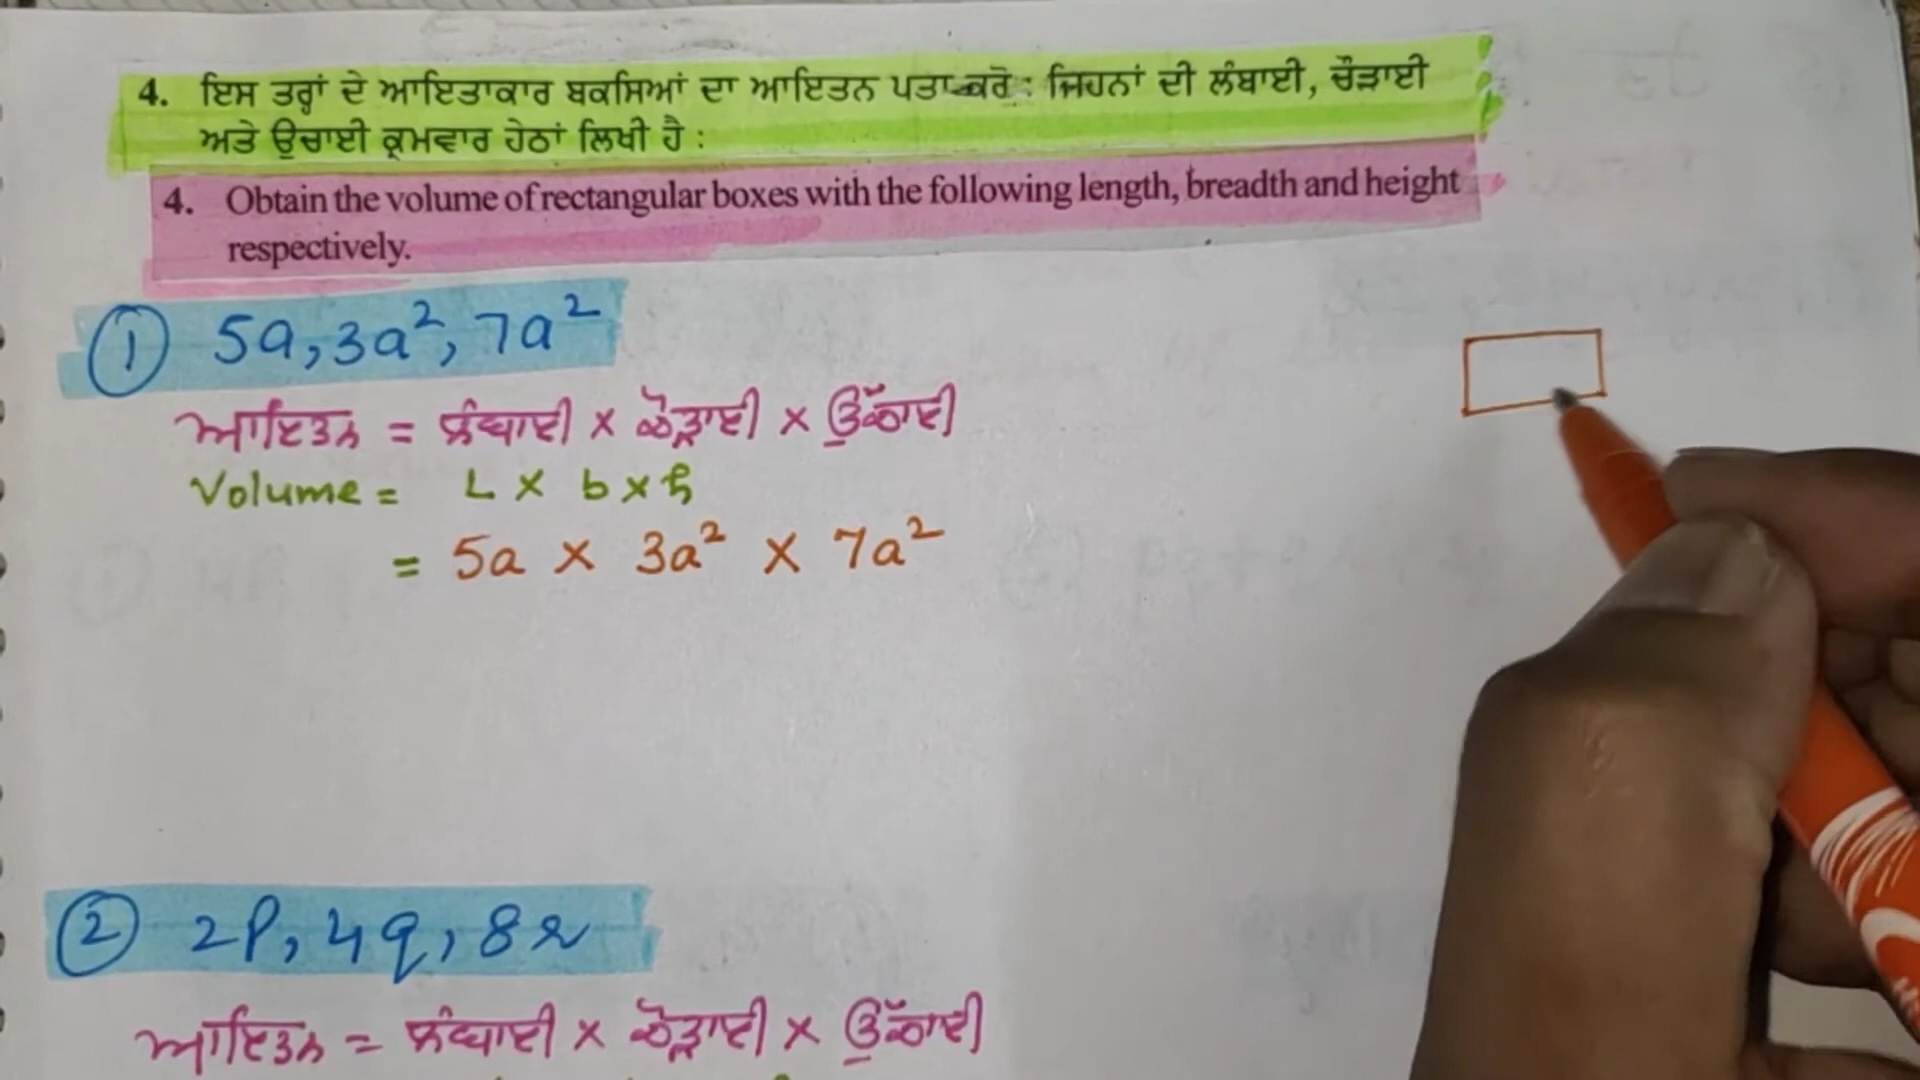 4. ਇਸ ਤਰ੍ਹਾਂ ਦੇ ਆਇਤਾਕਾਰ ਬਕਸਿਆਂ ਦਾ ਆਇਤਨ ਪਤਾ ਕਰੋ : ਜਿਹਨਾਂ ਦੀ ਲੰਬਾਈ, ਚੌੜਾਈ
ਅਤੇ ਉਚਾਈ ਕ੍ਰਮਵਾਰ ਹੇਠਾਂ ਲਿਖੀ ਹੈ :
4. Obtain the volume of rectangular boxes with the following length, breadth and height
respectively.
① 5a, 3a², 7a²
ਆਇਤਨ = ਲੰਬਾਈ × ਚੌੜਾਈ × ਉੱਚਾਈ
Volume = L × b × h
= 5a × 3a² × 7a²
② 2p, 4q, 8r
ਆਇਤਨ = ਲੰਬਾਈ × ਚੌੜਾਈ × ਉੱਚਾਈ